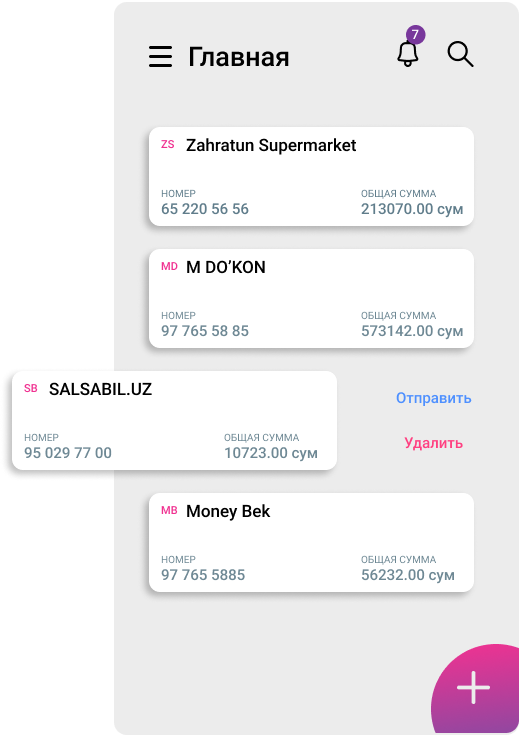 Главная
7
ZS Zahratun Supermarket
НОМЕР ОБЩАЯ СУММА
65 220 56 56 213070.00 сум
MD M DO’KON
НОМЕР ОБЩАЯ СУММА
97 765 58 85 573142.00 сум
SB SALSABIL.UZ
Отправить
НОМЕР ОБЩАЯ СУММА
Удалить
95 029 77 00 10723.00 сум
MB Money Bek
НОМЕР ОБЩАЯ СУММА
97 765 5885 56232.00 сум